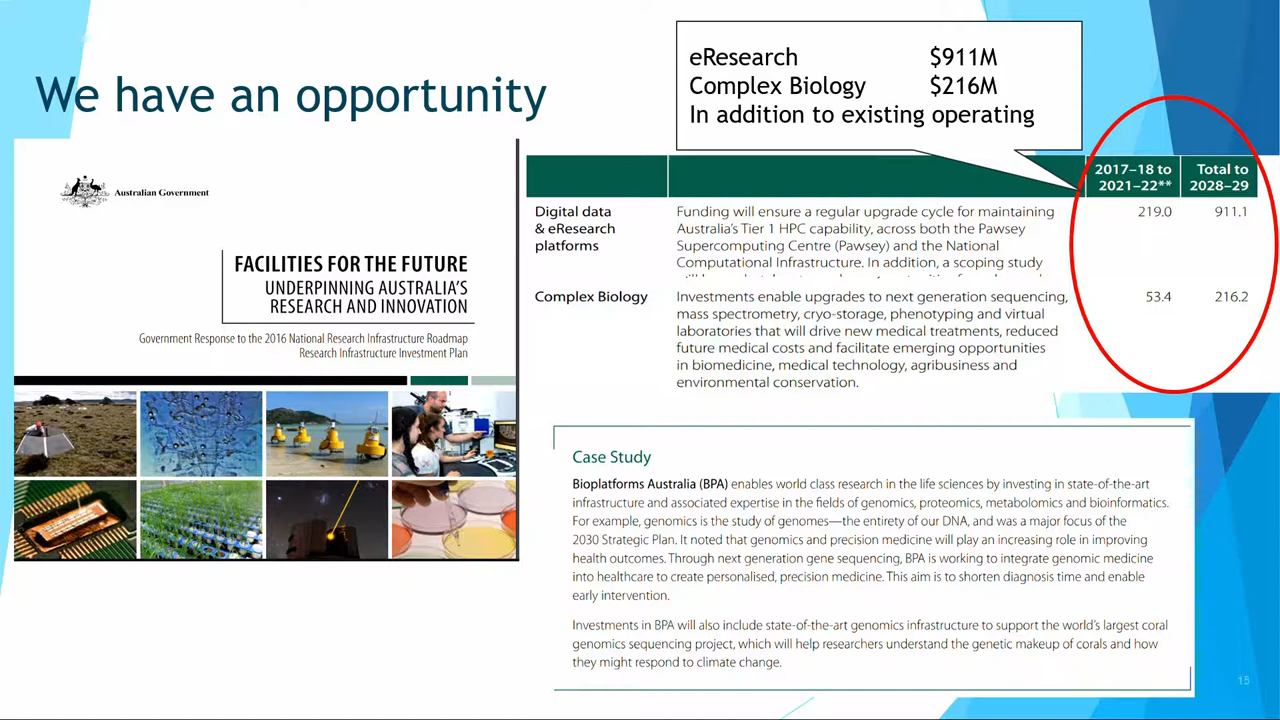 We have an opportunity
eResearch $911M
Complex Biology $216M
In addition to existing operating
Australian Government
FACILITIES FOR THE FUTURE
UNDERPINNING AUSTRALIA'S
RESEARCH AND INNOVATION
Government Response to the 2016 National Research Infrastructure Roadmap
Research Infrastructure Investment Plan
2017–18 to
2021–22**
Total to
2028–29
Digital data
& eResearch
platforms
Funding will ensure a regular upgrade cycle for maintaining
Australia's Tier 1 HPC capability, across both the Pawsey
Supercomputing Centre (Pawsey) and the National
Computational Infrastructure. In addition, a scoping study
219.0 911.1
Complex Biology
Investments enable upgrades to next generation sequencing,
mass spectrometry, cryo-storage, phenotyping and virtual
laboratories that will drive new medical treatments, reduced
future medical costs and facilitate emerging opportunities
in biomedicine, medical technology, agribusiness and
environmental conservation.
53.4 216.2
Case Study
Bioplatforms Australia (BPA) enables world class research in the life sciences by investing in state-of-the-art
infrastructure and associated expertise in the fields of genomics, proteomics, metabolomics and bioinformatics.
For example, genomics is the study of genomes—the entirety of our DNA, and was a major focus of the
2030 Strategic Plan. It noted that genomics and precision medicine will play an increasing role in improving
health outcomes. Through next generation gene sequencing, BPA is working to integrate genomic medicine
into healthcare to create personalised, precision medicine. This aim is to shorten diagnosis time and enable
early intervention.
Investments in BPA will also include state-of-the-art genomics infrastructure to support the world's largest coral
genomics sequencing project, which will help researchers understand the genetic makeup of corals and how
they might respond to climate change.
15